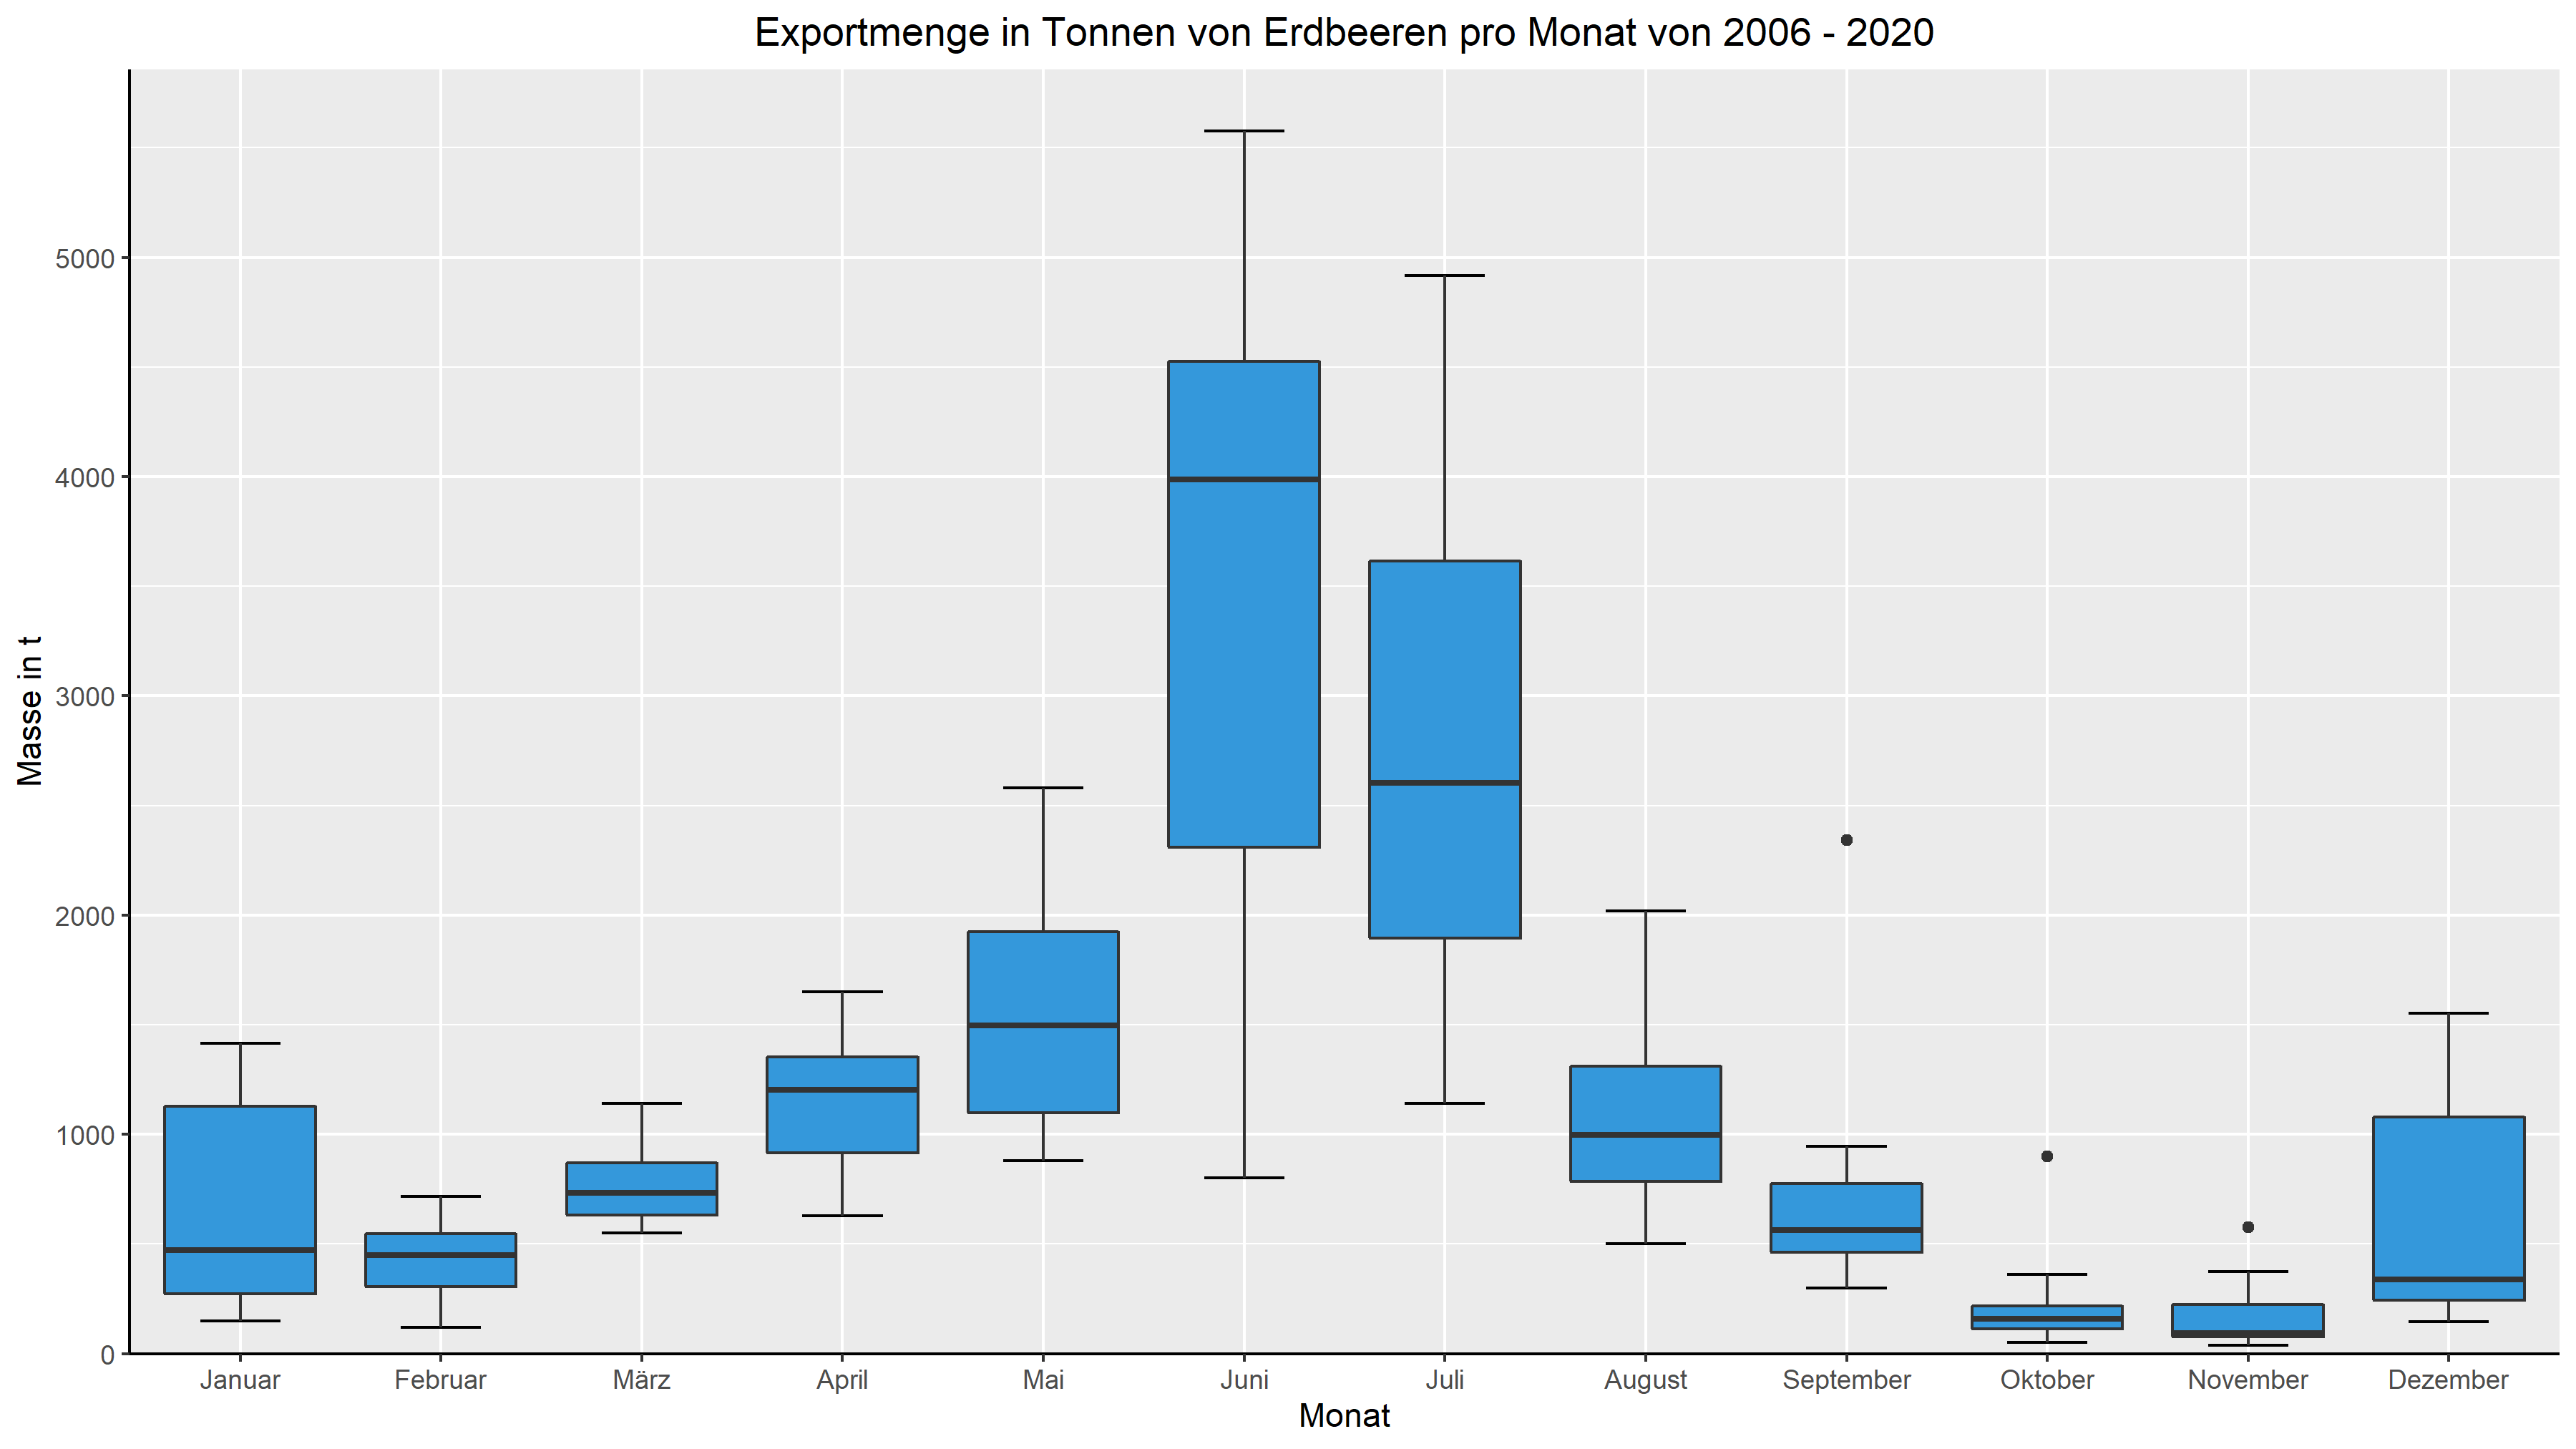 Exportmenge in Tonnen von Erdbeeren pro Monat von 2006 - 2020
Masse in t
5000
4000
3000
2000
1000
0
Januar Februar März April Mai Juni Juli August September Oktober November Dezember
Monat